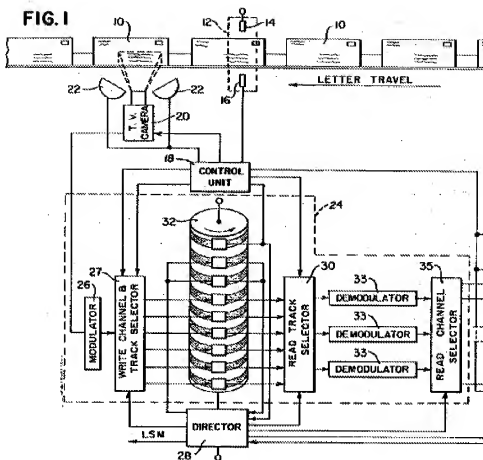 FIG. 1
10
12
14
10
16
LETTER TRAVEL
22
22
T.V.
CAMERA
20
18
CONTROL
UNIT
24
32
27
26
MODULATOR
WRITE CHANNEL &
TRACK SELECTOR
30
READ TRACK
SELECTOR
33
DEMODULATOR
33
DEMODULATOR
33
DEMODULATOR
35
READ CHANNEL
SELECTOR
LSM
DIRECTOR
28